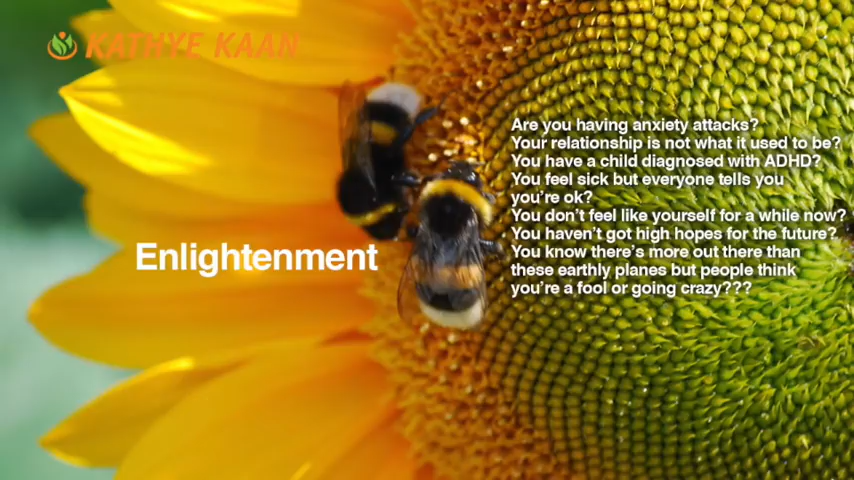 KATHYE KAAN
Enlightenment
Are you having anxiety attacks?
Your relationship is not what it used to be?
You have a child diagnosed with ADHD?
You feel sick but everyone tells you
you're ok?
You don't feel like yourself for a while now?
You haven't got high hopes for the future?
You know there's more out there than
these earthly planes but people think
you're a fool or going crazy???